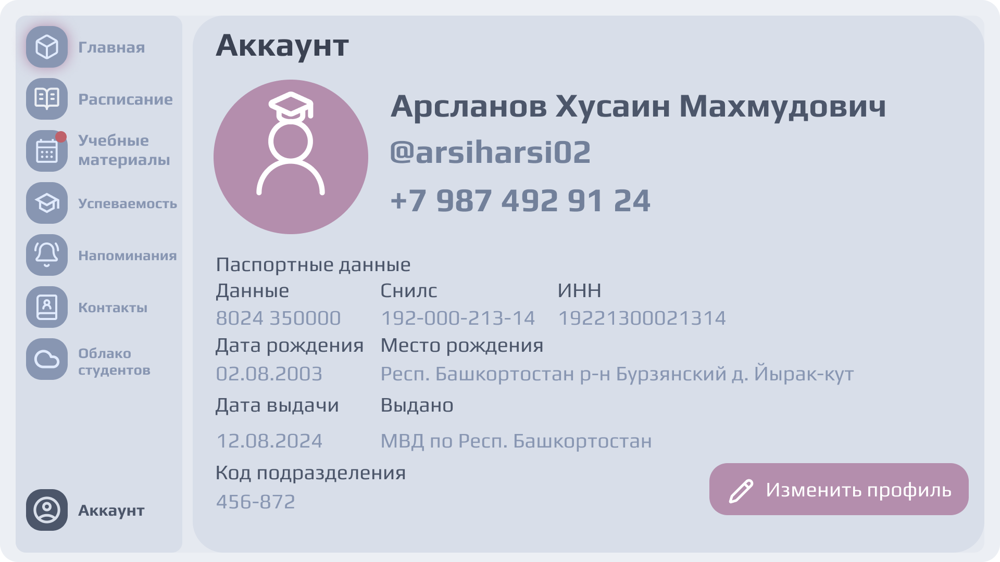 Главная
Расписание
Учебные
материалы
Успеваемость
Напоминания
Контакты
Облако
студентов
Аккаунт
Аккаунт
Арсланов Хусаин Махмудович
@arsiharsi02
+7 987 492 91 24
Паспортные данные
Данные Снилс ИНН
8024 350000 192-000-213-14 19221300021314
Дата рождения Место рождения
02.08.2003 Респ. Башкортостан р-н Бурзянский д. Йырак-кут
Дата выдачи Выдано
12.08.2024 МВД по Респ. Башкортостан
Код подразделения
456-872
Изменить профиль